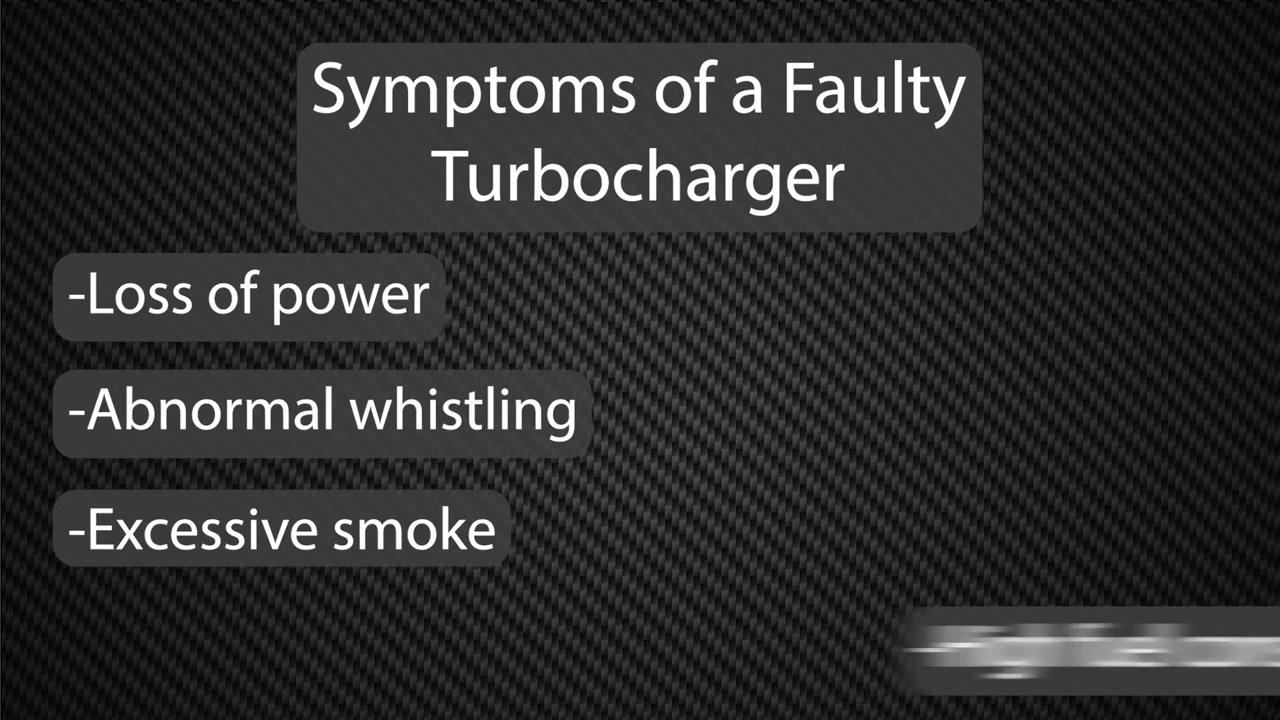 Symptoms of a Faulty
Turbocharger
-Loss of power
-Abnormal whistling
-Excessive smoke